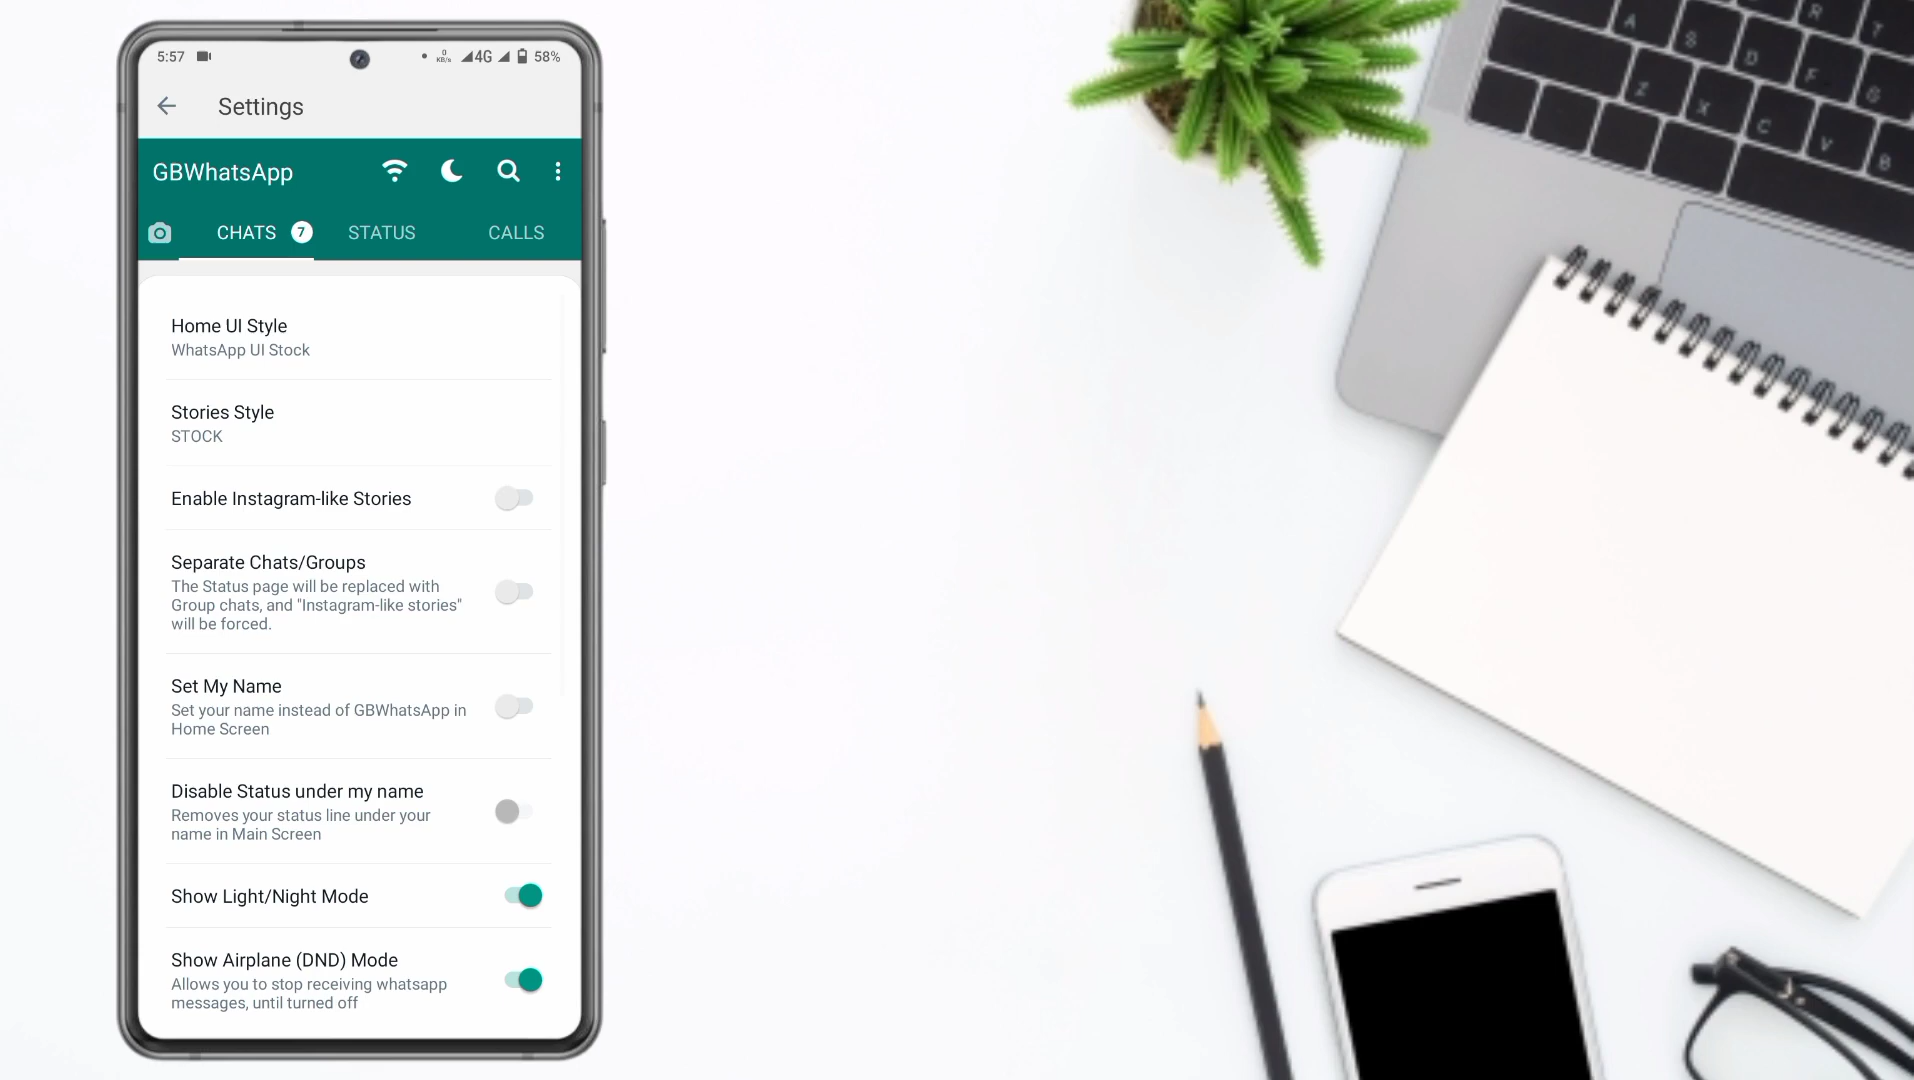 5:57 0 KB/s 4G 58%
Settings
GBWhatsApp
CHATS 7 STATUS CALLS
Home UI Style
WhatsApp UI Stock
Stories Style
STOCK
Enable Instagram-like Stories
Separate Chats/Groups
The Status page will be replaced with
Group chats, and "Instagram-like stories"
will be forced.
Set My Name
Set your name instead of GBWhatsApp in
Home Screen
Disable Status under my name
Removes your status line under your
name in Main Screen
Show Light/Night Mode
Show Airplane (DND) Mode
Allows you to stop receiving whatsapp
messages, until turned off
R T
A S D F G
Z X C V B